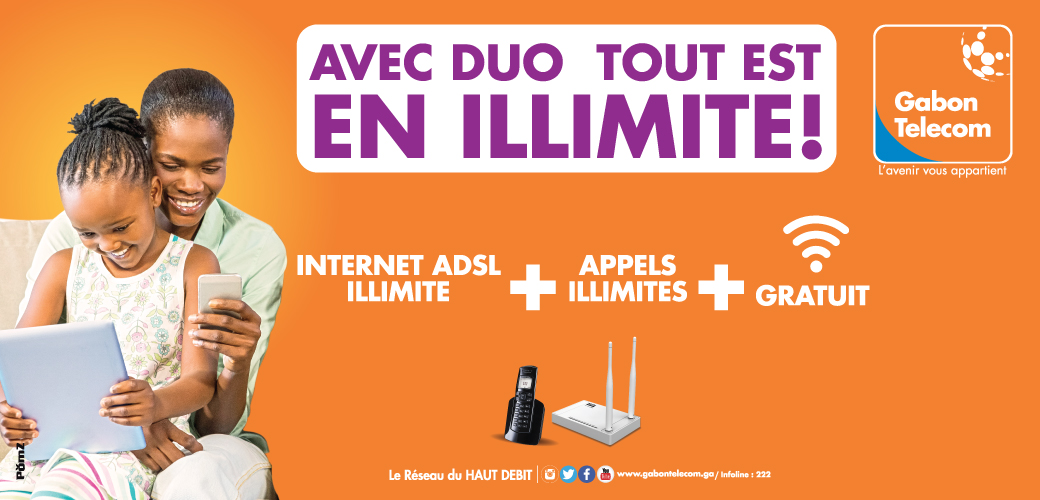 AVEC DUO TOUT EST
EN ILLIMITE!
Gabon
Telecom
L'avenir vous appartient
INTERNET ADSL
ILLIMITE
+
APPELS
ILLIMITES
+
GRATUIT
Le Réseau du HAUT DEBIT
www.gabontelecom.ga / Infoline : 222
PömZ